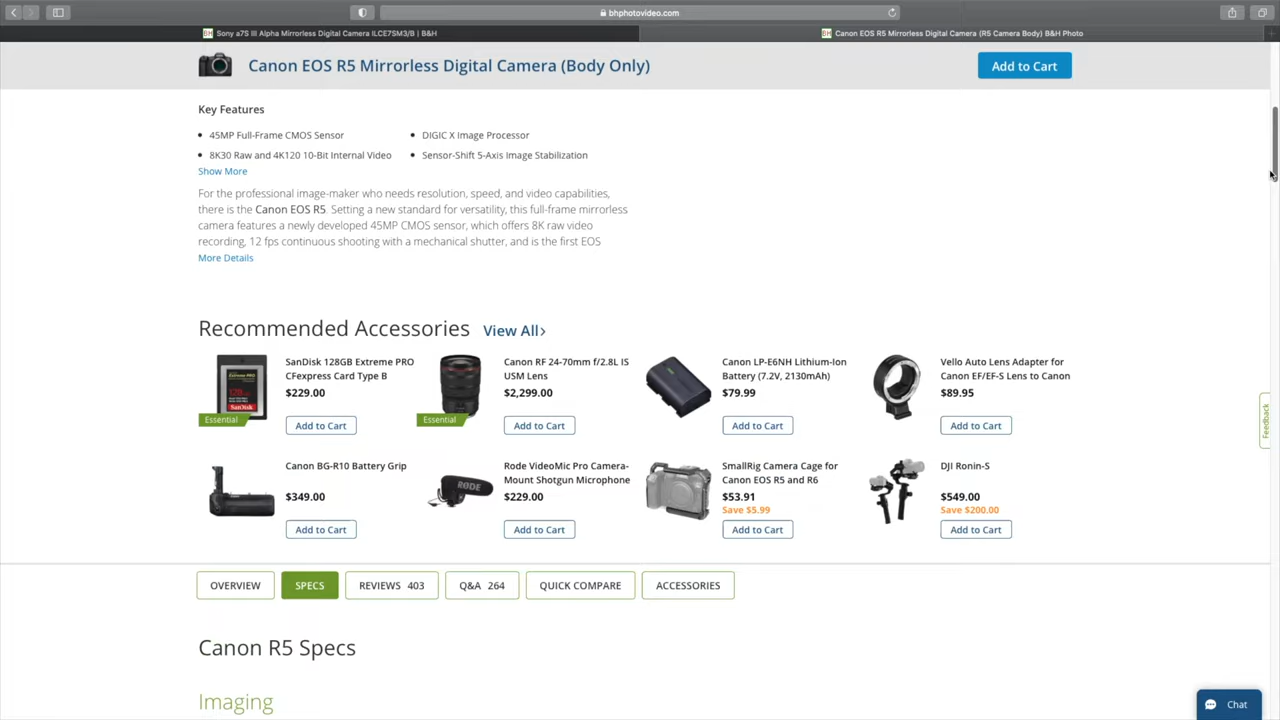 bhphotovideo.com
Sony a7S III Alpha Mirrorless Digital Camera ILCE7SM3/B | B&H
Canon EOS R5 Mirrorless Digital Camera (R5 Camera Body) B&H Photo
Canon EOS R5 Mirrorless Digital Camera (Body Only)
Add to Cart
Key Features
45MP Full-Frame CMOS Sensor
DIGIC X Image Processor
8K30 Raw and 4K120 10-Bit Internal Video
Sensor-Shift 5-Axis Image Stabilization
Show More
For the professional image-maker who needs resolution, speed, and video capabilities,
there is the Canon EOS R5. Setting a new standard for versatility, this full-frame mirrorless
camera features a newly developed 45MP CMOS sensor, which offers 8K raw video
recording, 12 fps continuous shooting with a mechanical shutter, and is the first EOS
More Details
Recommended Accessories
View All›
SanDisk 128GB Extreme PRO
CFexpress Card Type B
$229.00
Essential
Add to Cart
Canon RF 24-70mm f/2.8L IS
USM Lens
$2,299.00
Essential
Add to Cart
Canon LP-E6NH Lithium-Ion
Battery (7.2V, 2130mAh)
$79.99
Add to Cart
Vello Auto Lens Adapter for
Canon EF/EF-S Lens to Canon
$89.95
Add to Cart
Canon BG-R10 Battery Grip
$349.00
Add to Cart
RODE
Rode VideoMic Pro Camera-
Mount Shotgun Microphone
$229.00
Add to Cart
SmallRig Camera Cage for
Canon EOS R5 and R6
$53.91
Save $5.99
Add to Cart
DJI Ronin-S
$549.00
Save $200.00
Add to Cart
Feedback
OVERVIEW
SPECS
REVIEWS 403
Q&A 264
QUICK COMPARE
ACCESSORIES
Canon R5 Specs
Imaging
Chat